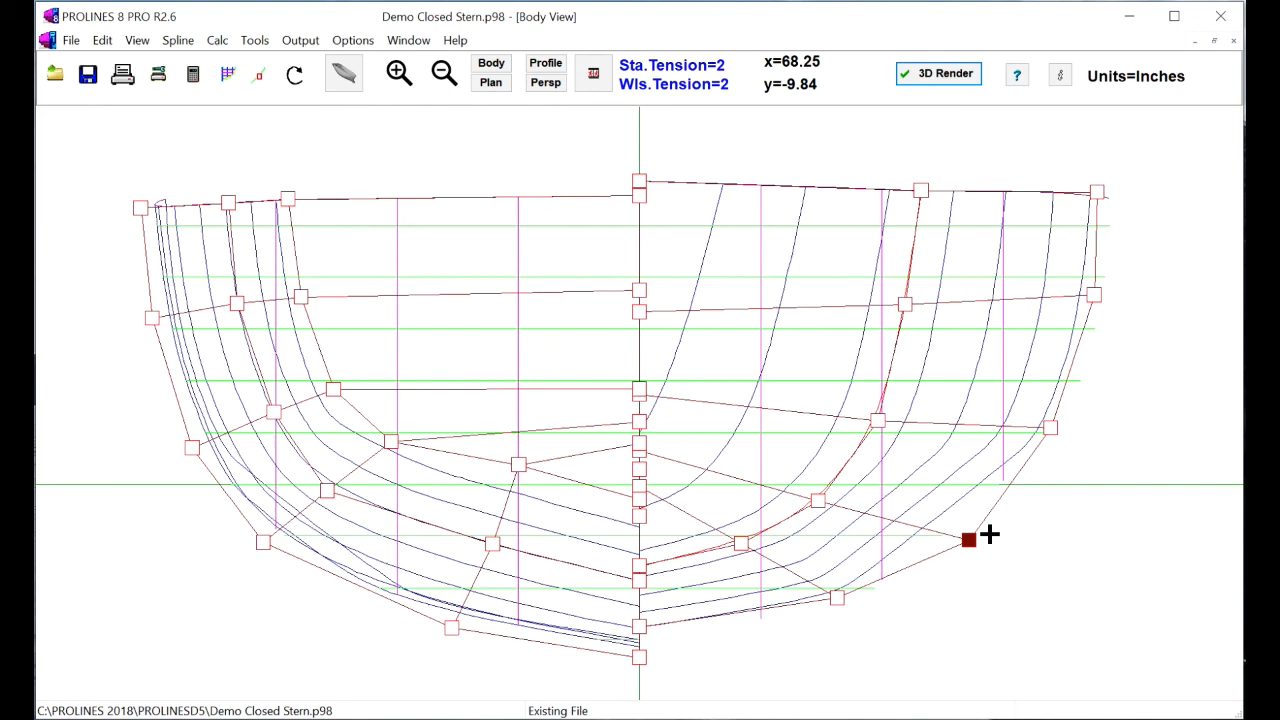 PROLINES 8 PRO R2.6
Demo Closed Stern.p98 - [Body View]
File Edit View Spline Calc Tools Output Options Window Help
Body Profile
Plan Persp
Sta.Tension=2 x=68.25
Wls.Tension=2 y=-9.84
3D Render
?
Units=Inches
C:\PROLINES 2018\PROLINESD5\Demo Closed Stern.p98 Existing File